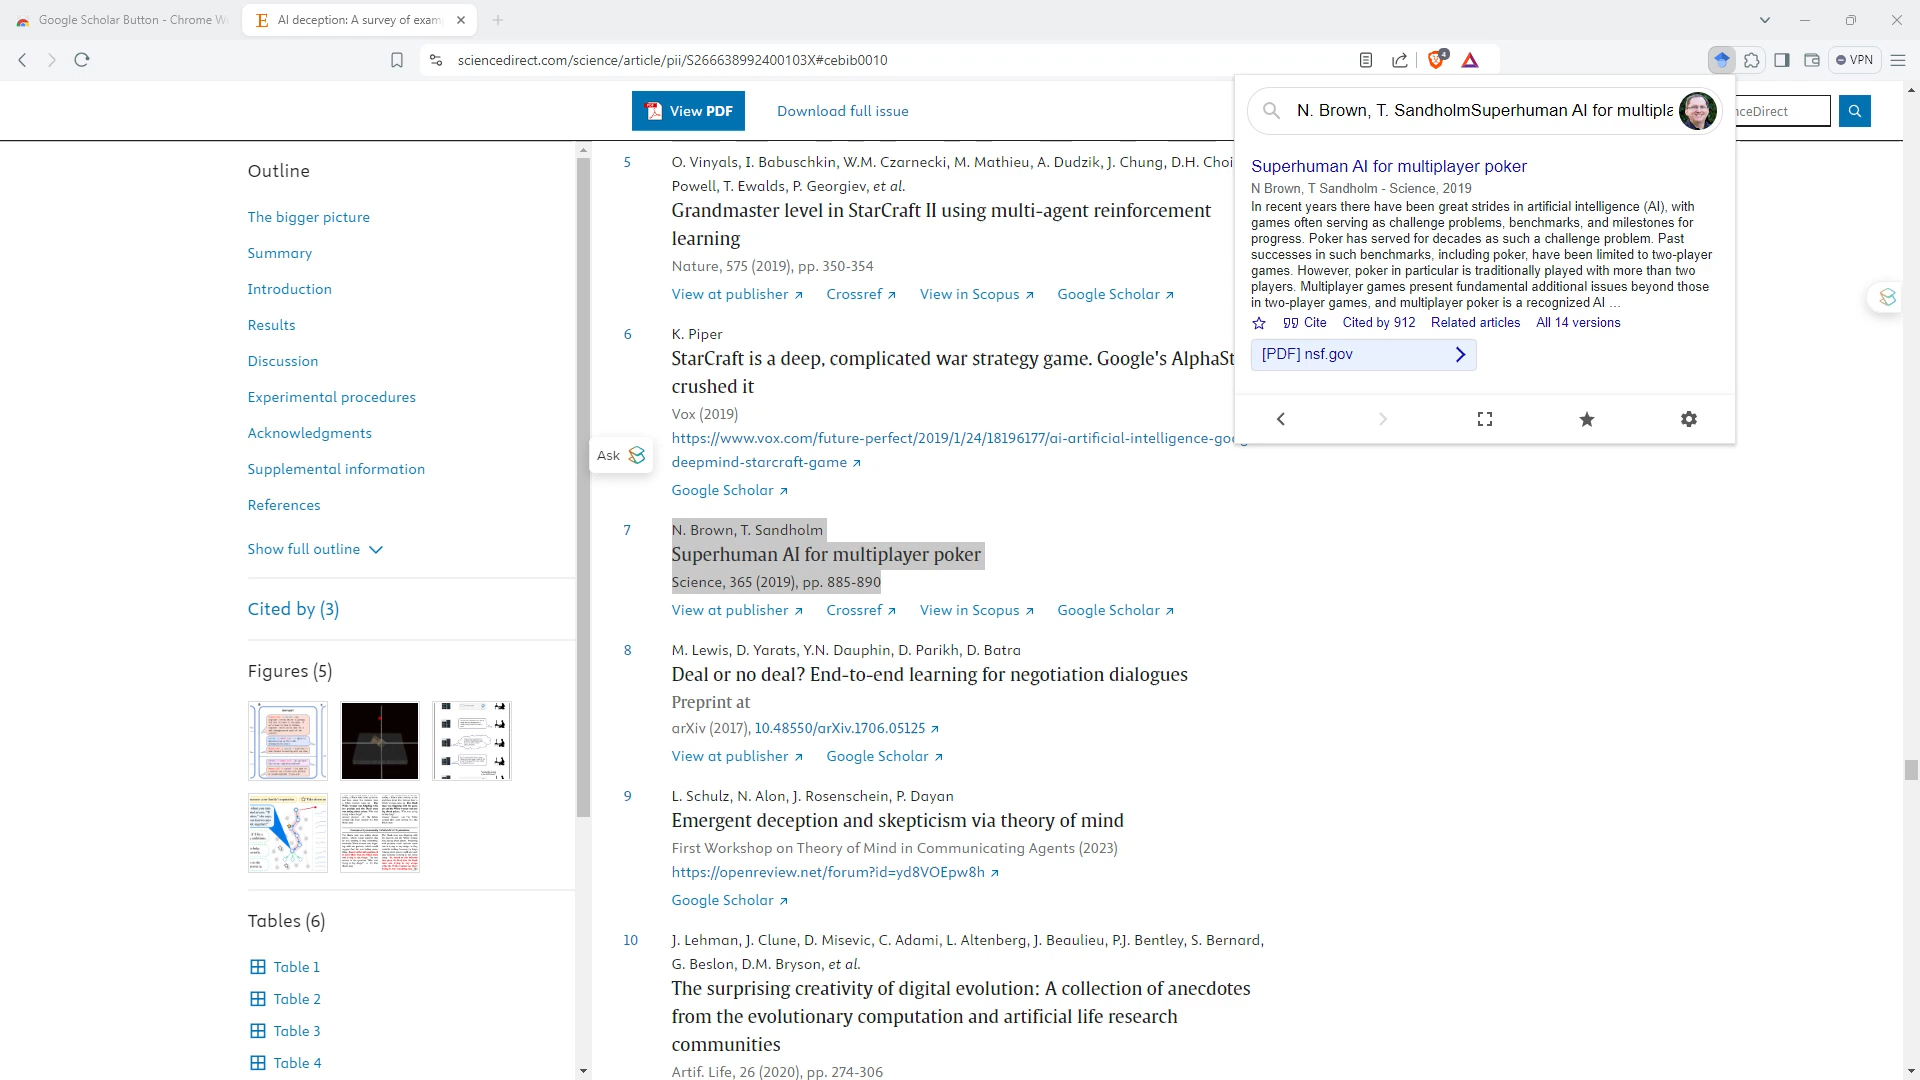 Google Scholar Button - Chrome W
AI deception: A survey of exam
sciencedirect.com/science/article/pii/S266638992400103X#cebib0010
4
VPN
View PDF
Download full issue
N. Brown, T. SandholmSuperhuman AI for multipla
ceDirect
Superhuman AI for multiplayer poker
N Brown, T Sandholm - Science, 2019
In recent years there have been great strides in artificial intelligence (AI), with
games often serving as challenge problems, benchmarks, and milestones for
progress. Poker has served for decades as such a challenge problem. Past
successes in such benchmarks, including poker, have been limited to two-player
games. However, poker in particular is traditionally played with more than two
players. Multiplayer games present fundamental additional issues beyond those
in two-player games, and multiplayer poker is a recognized AI …
Cite Cited by 912 Related articles All 14 versions
[PDF] nsf.gov
Outline
The bigger picture
Summary
Introduction
Results
Discussion
Experimental procedures
Acknowledgments
Supplemental information
References
Show full outline
Cited by (3)
Figures (5)
Tables (6)
Table 1
Table 2
Table 3
Table 4
Ask
5
O. Vinyals, I. Babuschkin, W.M. Czarnecki, M. Mathieu, A. Dudzik, J. Chung, D.H. Choi
Powell, T. Ewalds, P. Georgiev, et al.
Grandmaster level in StarCraft II using multi-agent reinforcement
learning
Nature, 575 (2019), pp. 350-354
View at publisher Crossref View in Scopus Google Scholar
6
K. Piper
StarCraft is a deep, complicated war strategy game. Google's AlphaSt
crushed it
Vox (2019)
https://www.vox.com/future-perfect/2019/1/24/18196177/ai-artificial-intelligence-goo
deepmind-starcraft-game
Google Scholar
7
N. Brown, T. Sandholm
Superhuman AI for multiplayer poker
Science, 365 (2019), pp. 885-890
View at publisher Crossref View in Scopus Google Scholar
8
M. Lewis, D. Yarats, Y.N. Dauphin, D. Parikh, D. Batra
Deal or no deal? End-to-end learning for negotiation dialogues
Preprint at
arXiv (2017), 10.48550/arXiv.1706.05125
View at publisher Google Scholar
9
L. Schulz, N. Alon, J. Rosenschein, P. Dayan
Emergent deception and skepticism via theory of mind
First Workshop on Theory of Mind in Communicating Agents (2023)
https://openreview.net/forum?id=yd8VOEpw8h
Google Scholar
10
J. Lehman, J. Clune, D. Misevic, C. Adami, L. Altenberg, J. Beaulieu, P.J. Bentley, S. Bernard,
G. Beslon, D.M. Bryson, et al.
The surprising creativity of digital evolution: A collection of anecdotes
from the evolutionary computation and artificial life research
communities
Artif. Life, 26 (2020), pp. 274-306